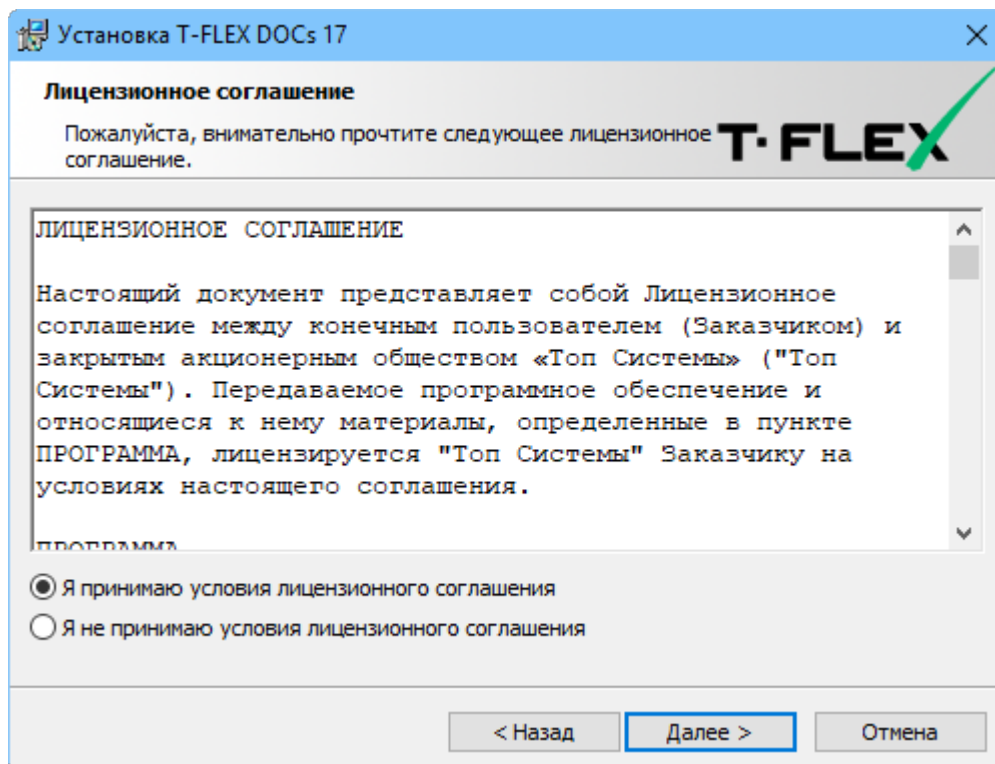 Установка T-FLEX DOCs 17
Лицензионное соглашение
Пожалуйста, внимательно прочтите следующее лицензионное
соглашение.
T·FLEX
ЛИЦЕНЗИОННОЕ СОГЛАШЕНИЕ
Настоящий документ представляет собой Лицензионное
соглашение между конечным пользователем (Заказчиком) и
закрытым акционерным обществом «Топ Системы» ("Топ
Системы"). Передаваемое программное обеспечение и
относящиеся к нему материалы, определенные в пункте
ПРОГРАММА, лицензируется "Топ Системы" Заказчику на
условиях настоящего соглашения.
ПРОГРАММА
Я принимаю условия лицензионного соглашения
Я не принимаю условия лицензионного соглашения
< Назад
Далее >
Отмена